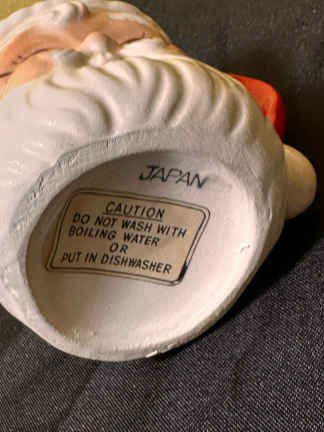 JAPAN
CAUTION
DO NOT WASH WITH
BOILING WATER
OR
PUT IN DISHWASHER